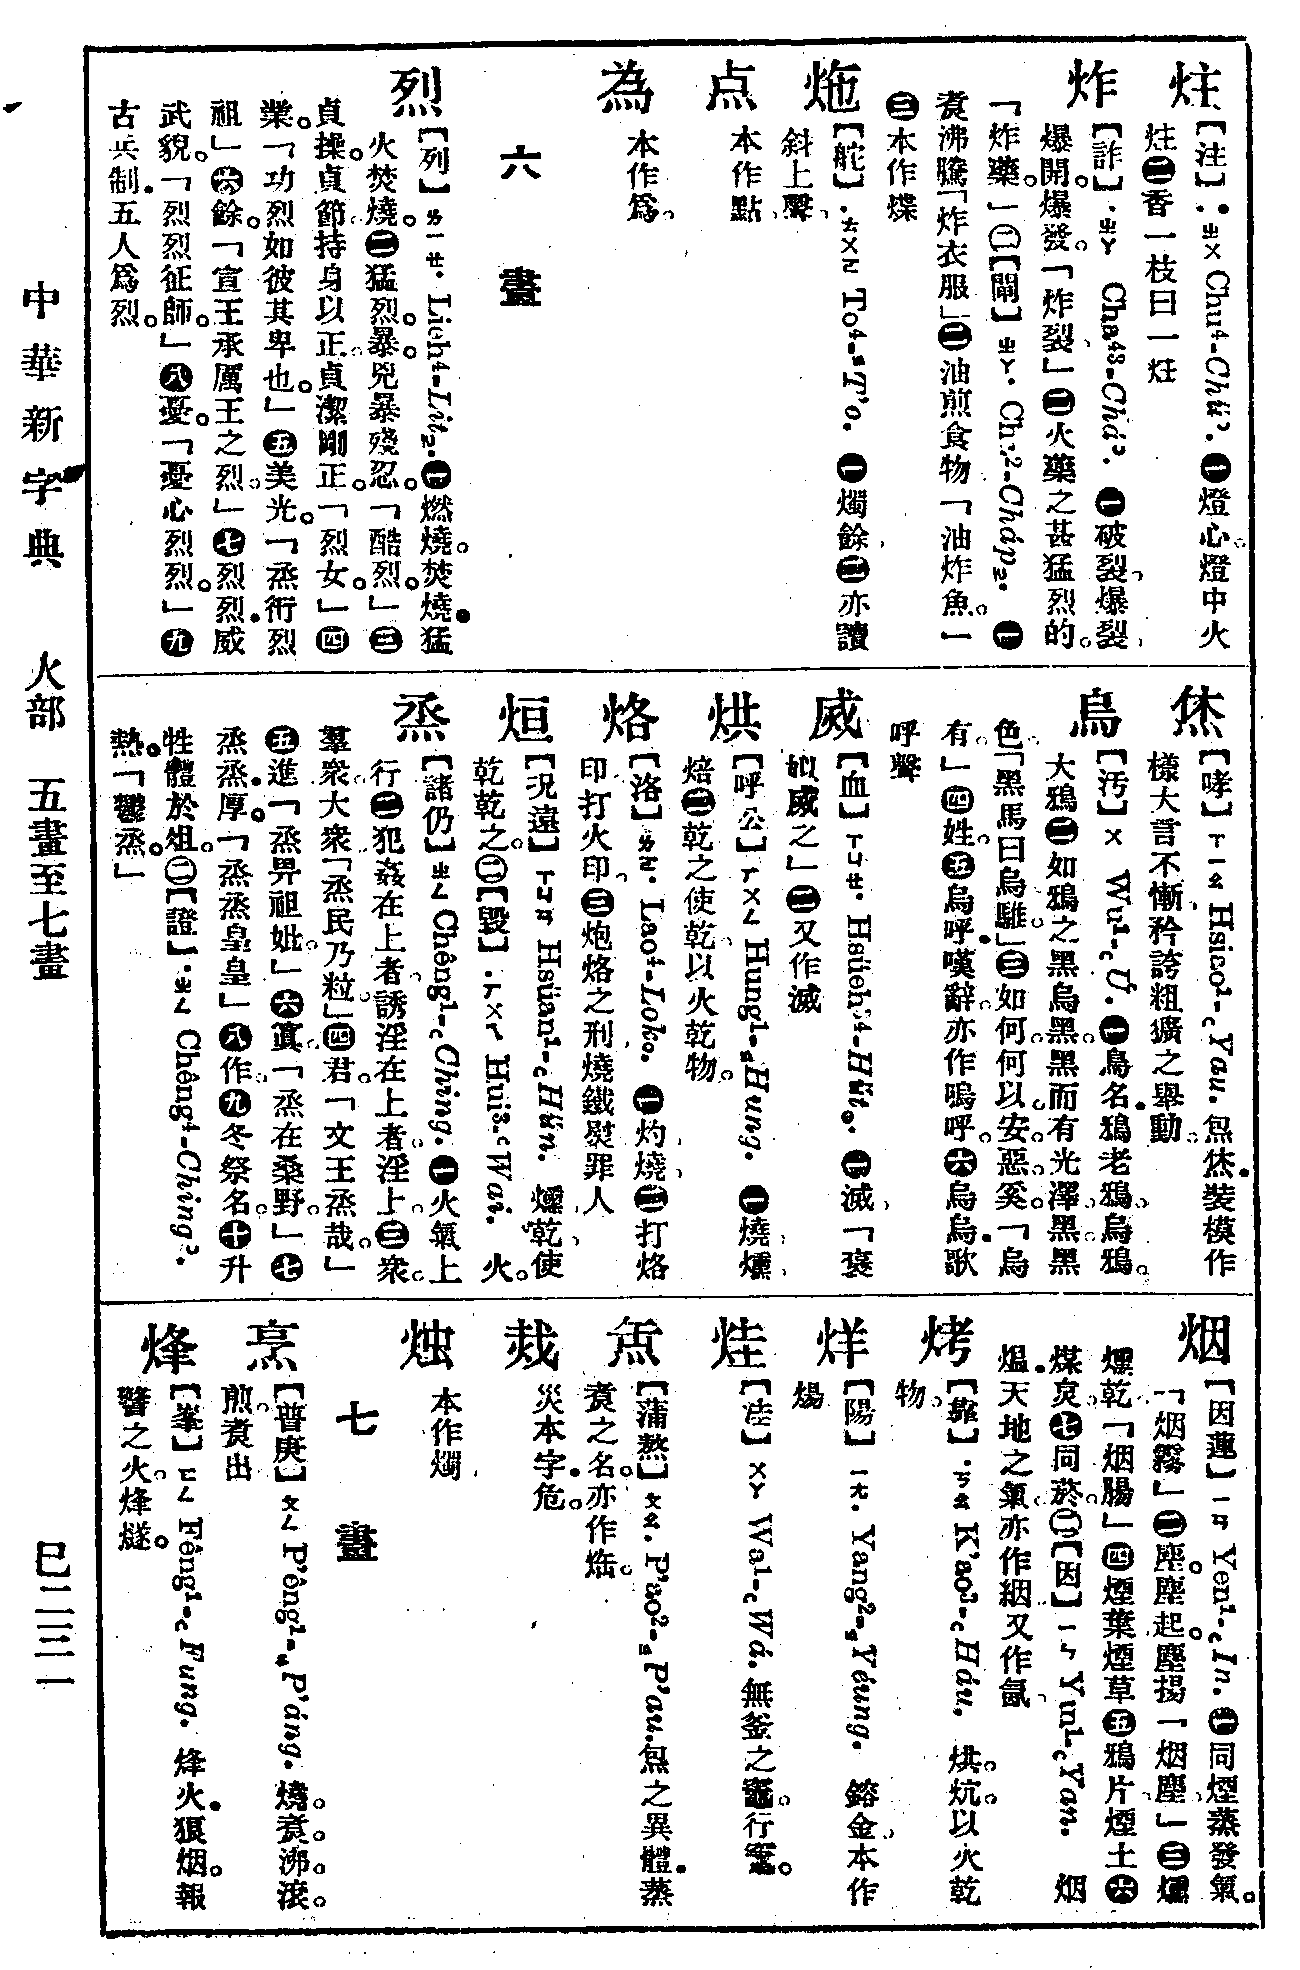 炷
【注】．ㄓㄨ Chu⁴-Chü². ㊀燈心。燈中火
炷㊁香一枝曰一炷
炸
【詐】．ㄓㄚ Cha⁴³-Chá². ㊀破裂。爆裂。
爆開。爆發。「炸裂」㊁火藥之甚猛烈的。
「炸藥」㊁【閘】ㄓㄚ. Ch'a²-Cháp₂. ㊀
煮沸騰「炸衣服」㊁油煎食物「油炸魚。」
㊂本作煠
炧
【舵】．ㄊㄨㄛ To⁴-T'o. ㊀燭餘。㊁亦讀
斜上聲。
点
本作點。
為
本作爲。
六　畫
烈
【列】ㄌㄧㄝ. Lieh⁴-Lit₂. ㊀燃燒。焚燒。猛
火焚燒。㊁猛烈。暴。兇暴殘忍。「酷烈。」㊂
貞操。貞節。持身以正。貞潔剛正。「烈女。」㊃
業。「功烈如彼其卑也。」㊄美。光。「烝衎烈
祖」㊅餘。「宣王承厲王之烈。」㊆烈烈．威
武貌。「烈烈征師。」㊇憂。「憂心烈烈。」㊈
古兵制．五人爲烈。
烋
【哮】ㄒㄧㄠ Hsiao¹-Yau. 炰烋．裝模作
樣大言不慚。矜誇粗獷之舉動。
烏
【汚】ㄨ Wu¹-Ư. ㊀鳥名．鴉。老鴉。烏鴉。
大鴉㊁如鴉之黑烏。黑。黑而有光澤。黑黑
色。「黑馬曰烏騅。」㊂如何。何以。安。惡。奚。「烏
有。」㊃姓。㊄烏呼．嘆辭。亦作嗚呼。㊅烏烏．歌
呼聲
烕
【血】ㄒㄩㄝ. Hsüeh⁴-Hüt. ㊀滅。「褒
姒烕之」㊁又作滅
烘
【呼公】ㄏㄨㄥ Hung¹-Hung. ㊀燒燻。
焙㊁乾之使乾。以火乾物。
烙
【洛】ㄌㄠ. Lao⁴-Lok. ㊀灼燒。㊁打烙
印。打火印。㊂炮烙之刑燒鐵熨罪人
烜
【況遠】ㄒㄩㄢ Hsüan¹-Hün. 燻乾。使
乾。乾之。㊁【毀】．ㄏㄨㄟ Hui³-Wai. 火。
烝
【諸仍】ㄓㄥ Chêng¹-Ching. ㊀火氣上
行㊁犯姦在上者。誘淫在上者。淫上。㊂衆。
羣衆。大衆「烝民乃粒」㊃君。「文王烝哉。」
㊄進「烝畀祖妣。」㊅寘。「烝在桑野。」㊆
烝烝．厚。「烝烝皇皇」㊇作。㊈冬祭名。㊉升
牲體於俎。㊁【證】．ㄓㄥ Chêng⁴-Ching².
熱。「鬱烝。」
烟
【因蓮】ㄧㄢ Yen¹-In. ㊀同煙蒸發氣。
「烟霧」㊁塵。塵起。塵揚「烟塵」㊂燻
燻乾「烟腸」㊃煙葉。煙草㊄鴉片。煙土㊅
煤炱。㊆同菸。㊁【因】ㄧㄣ Yin¹-Yan. 烟
熅．天地之氣。亦作絪。又作氤。
烤
【靠】．ㄎㄠ K'ao³-Háu. 烘。炕。以火乾
物。
烊
【陽】ㄧㄤ. Yang²-Yéung. 鎔金。本作
煬
烓
【洼】ㄨㄚ Wa¹-Wá. 無釜之竈。行竈。
炰
【蒲熬】ㄆㄠ. P'ao²-P'au. 炰之異體．蒸
煮之名。亦作炰。
烖
災本字．危。
烛
本作燭。
七　畫
烹
【普庚】ㄆㄥ P'êng¹-P'áng. 燒。煮。沸。滾。
煎。煮出
烽
【峯】ㄈㄥ Fêng¹-Fung. 烽火．狼烟。報
警之火。烽燧。
中華新字典　火部　五畫至七畫　巳二三一